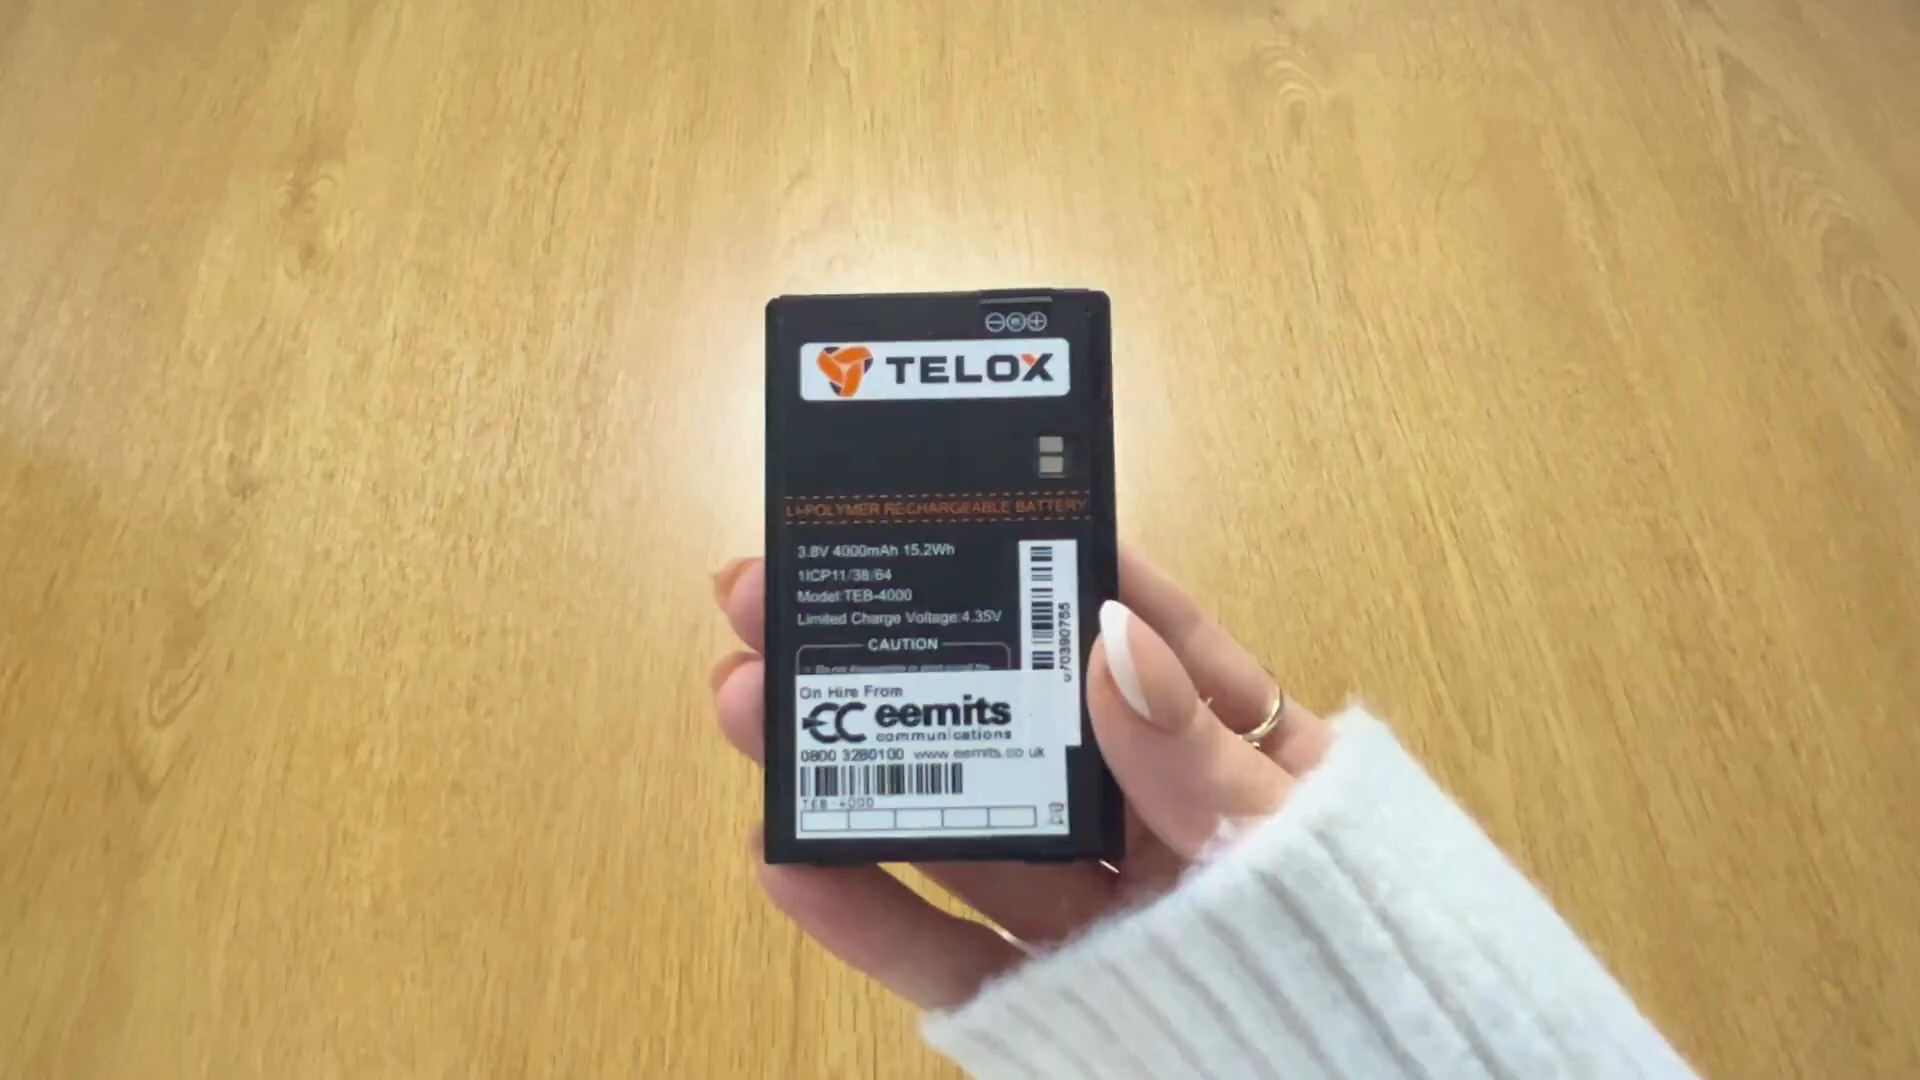 TELOX
LI-POLYMER RECHARGEABLE BATTERY
3.8V 4000mAh 15.2Wh
1ICP11/38/64
Model:TEB-4000
Limited Charge Voltage:4.35V
CAUTION
070390755
On Hire From
eemits
communications
0800 3280100 www.eemits.co.uk
TEB-4000